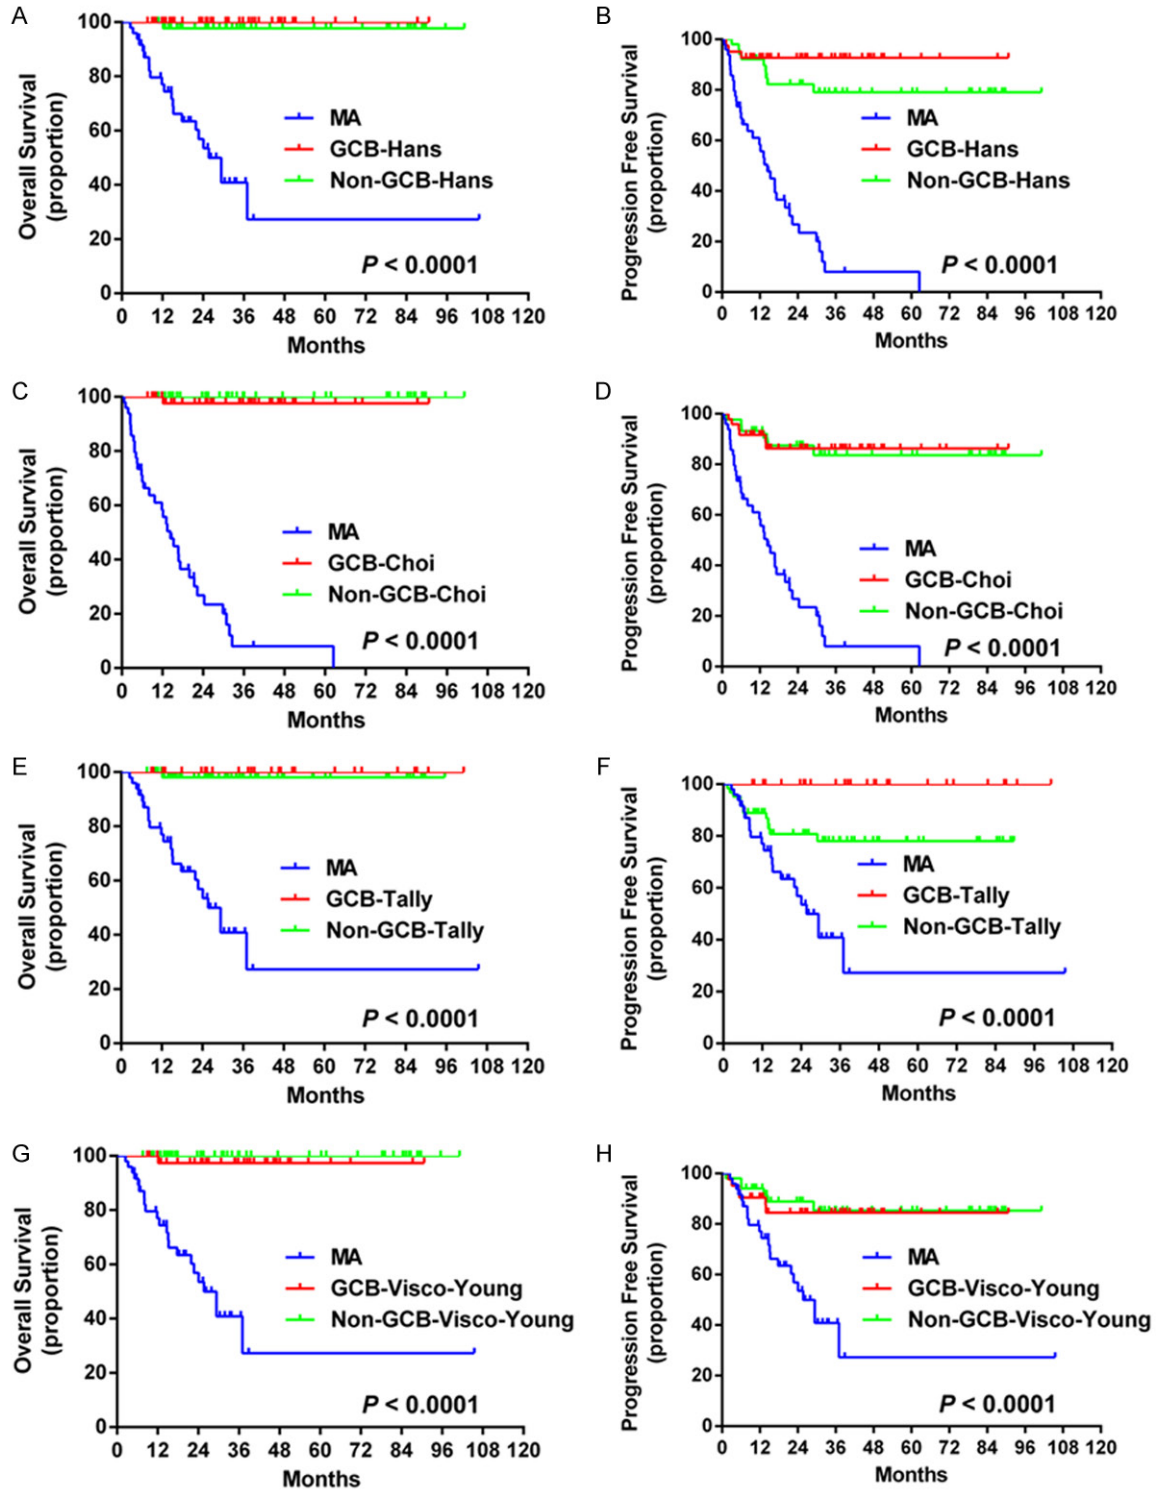 A
Overall Survival
(proportion)
100
80
60
40
20
0
MA
GCB-Hans
Non-GCB-Hans
P < 0.0001
0 12 24 36 48 60 72 84 96 108 120
Months
B
Progression Free Survival
(proportion)
100
80
60
40
20
0
MA
GCB-Hans
Non-GCB-Hans
P < 0.0001
0 12 24 36 48 60 72 84 96 108 120
Months
C
Overall Survival
(proportion)
100
80
60
40
20
0
MA
GCB-Choi
Non-GCB-Choi
P < 0.0001
0 12 24 36 48 60 72 84 96 108 120
Months
D
Progression Free Survival
(proportion)
100
80
60
40
20
0
MA
GCB-Choi
Non-GCB-Choi
P < 0.0001
0 12 24 36 48 60 72 84 96 108 120
Months
E
Overall Survival
(proportion)
100
80
60
40
20
0
MA
GCB-Tally
Non-GCB-Tally
P < 0.0001
0 12 24 36 48 60 72 84 96 108 120
Months
F
Progression Free Survival
(proportion)
100
80
60
40
20
0
MA
GCB-Tally
Non-GCB-Tally
P < 0.0001
0 12 24 36 48 60 72 84 96 108 120
Months
G
Overall Survival
(proportion)
100
80
60
40
20
0
MA
GCB-Visco-Young
Non-GCB-Visco-Young
P < 0.0001
0 12 24 36 48 60 72 84 96 108 120
Months
H
Progression Free Survival
(proportion)
100
80
60
40
20
0
MA
GCB-Visco-Young
Non-GCB-Visco-Young
P < 0.0001
0 12 24 36 48 60 72 84 96 108 120
Months